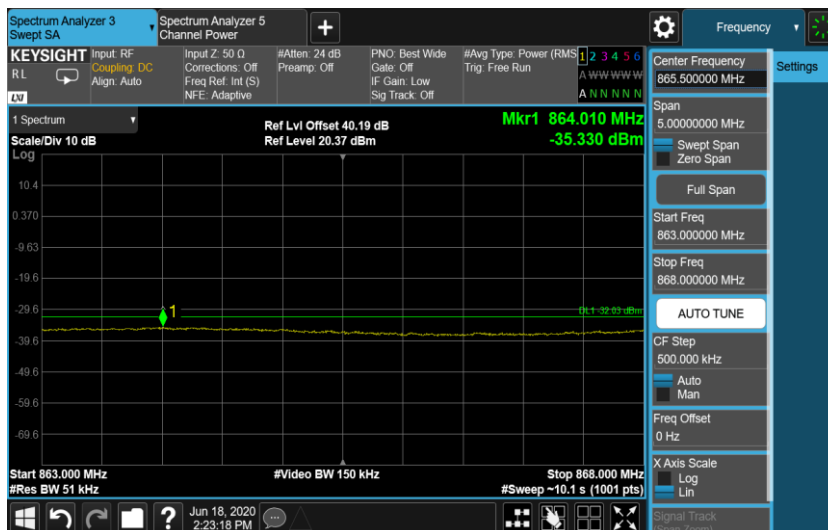 Spectrum Analyzer 3
Swept SA
Spectrum Analyzer 5
Channel Power
Frequency
KEYSIGHT
RL
LXI
Input: RF
Coupling: DC
Align: Auto
Input Z: 50 Ω
Corrections: Off
Freq Ref: Int (S)
NFE: Adaptive
#Atten: 24 dB
Preamp: Off
PNO: Best Wide
Gate: Off
IF Gain: Low
Sig Track: Off
#Avg Type: Power (RMS
Trig: Free Run
1 2 3 4 5 6
A W W W W W
A N N N N N
1 Spectrum
Scale/Div 10 dB
Log
Ref Lvl Offset 40.19 dB
Ref Level 20.37 dBm
Mkr1 864.010 MHz
-35.330 dBm
10.4
0.370
-9.63
-19.6
-29.6
-39.6
-49.6
-59.6
-69.6
1
DL1 -32.03 dBm
Start 863.000 MHz
#Res BW 51 kHz
#Video BW 150 kHz
Stop 868.000 MHz
#Sweep ~10.1 s (1001 pts)
?
Jun 18, 2020
2:23:18 PM
Center Frequency
865.500000 MHz
Settings
Span
5.00000000 MHz
Swept Span
Zero Span
Full Span
Start Freq
863.000000 MHz
Stop Freq
868.000000 MHz
AUTO TUNE
CF Step
500.000 kHz
Auto
Man
Freq Offset
0 Hz
X Axis Scale
Log
Lin
Signal Track
(Span Zoom)